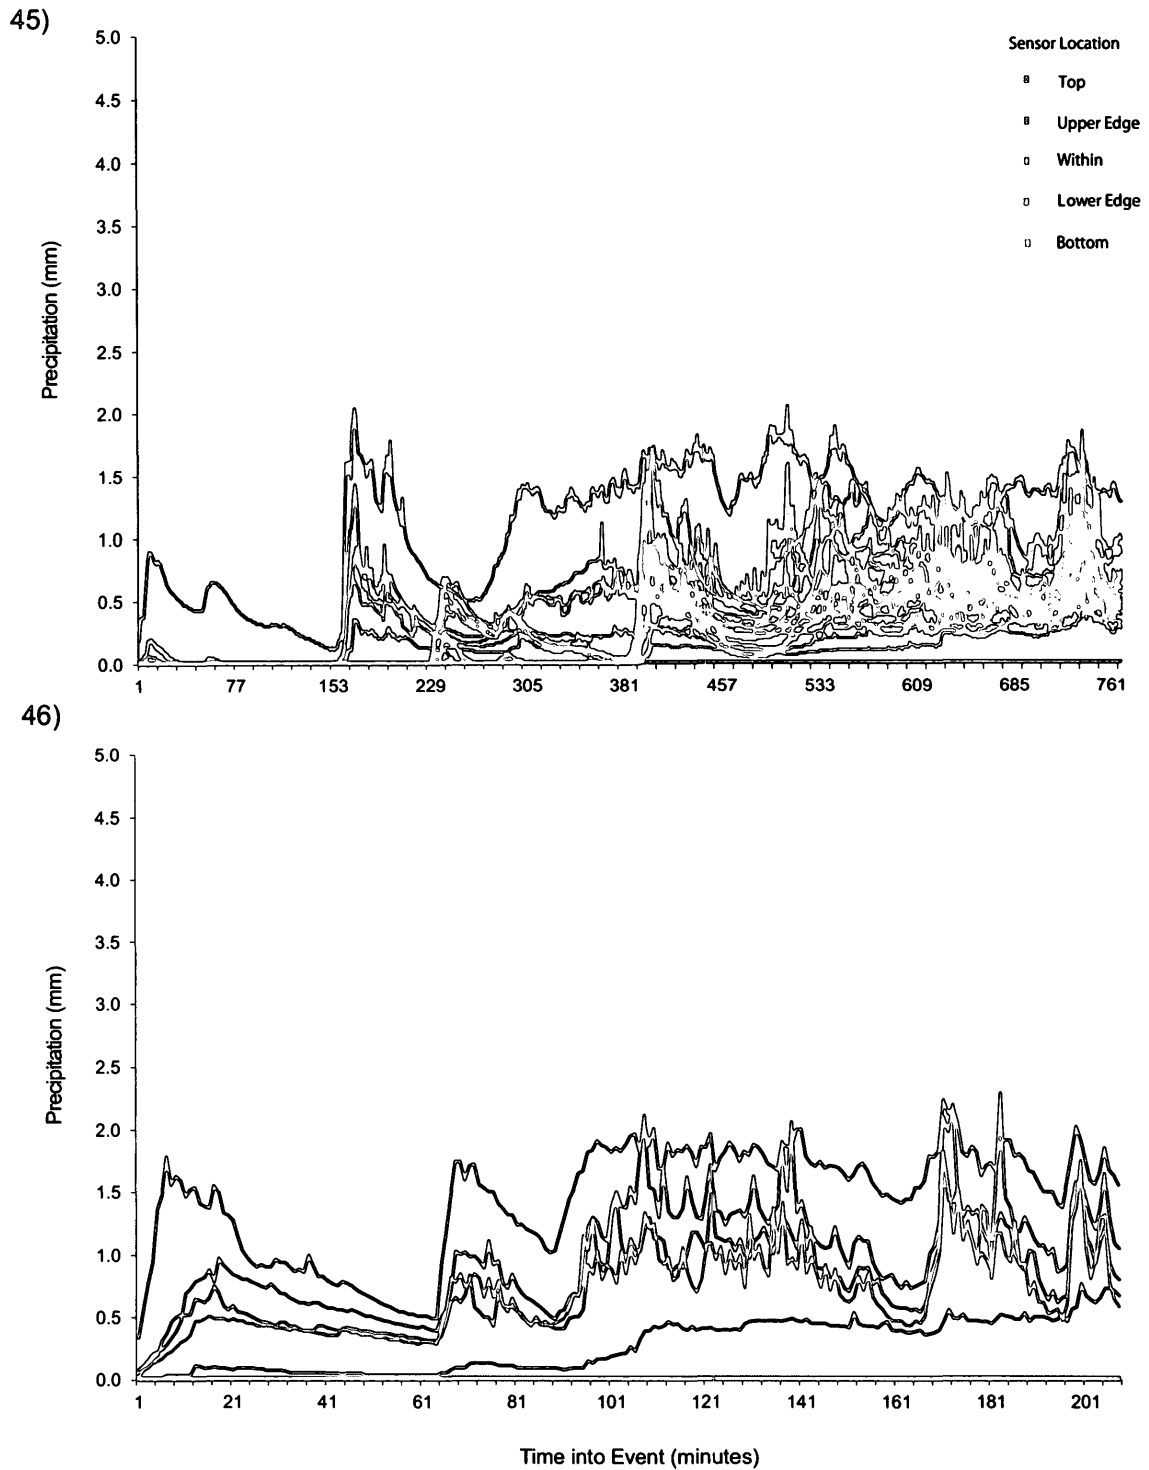 45)
5.0
4.5
4.0
3.5
3.0
2.5
2.0
1.5
1.0
0.5
0.0
Precipitation (mm)
Sensor Location
Top
Upper Edge
Within
Lower Edge
Bottom
1 77 153 229 305 381 457 533 609 685 761
46)
5.0
4.5
4.0
3.5
3.0
2.5
2.0
1.5
1.0
0.5
0.0
Precipitation (mm)
1 21 41 61 81 101 121 141 161 181 201
Time into Event (minutes)